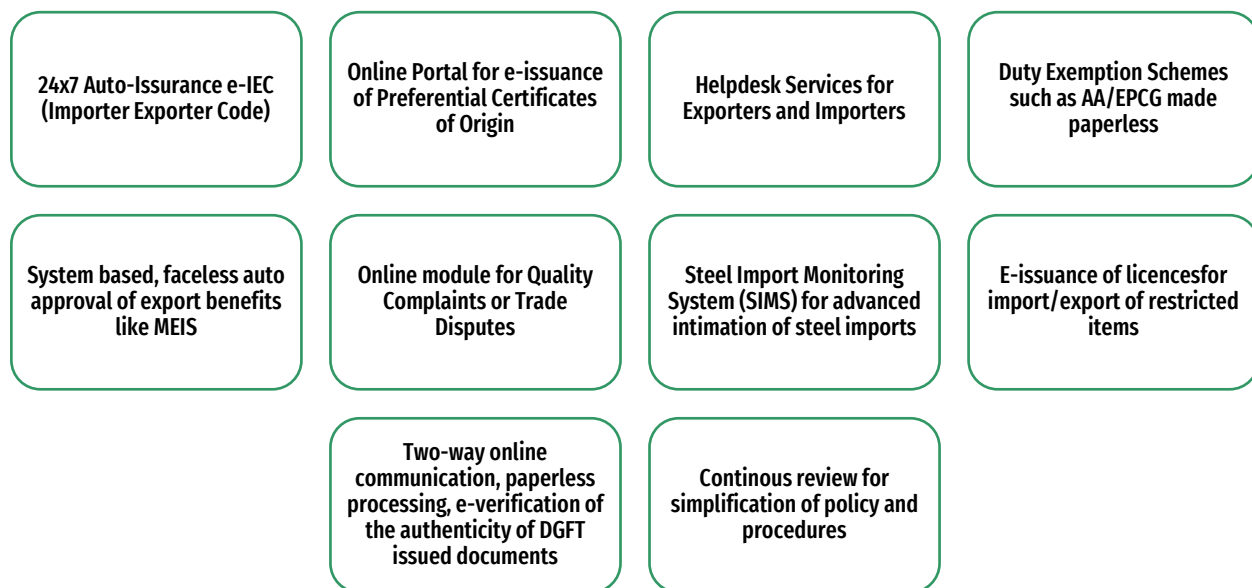 24x7 Auto-Issurance e-IEC
(Importer Exporter Code)
Online Portal for e-issuance
of Preferential Certificates
of Origin
Helpdesk Services for
Exporters and Importers
Duty Exemption Schemes
such as AA/EPCG made
paperless
System based, faceless auto
approval of export benefits
like MEIS
Online module for Quality
Complaints or Trade
Disputes
Steel Import Monitoring
System (SIMS) for advanced
intimation of steel imports
E-issuance of licencesfor
import/export of restricted
items
Two-way online
communication, paperless
processing, e-verification of
the authenticity of DGFT
issued documents
Continous review for
simplification of policy and
procedures